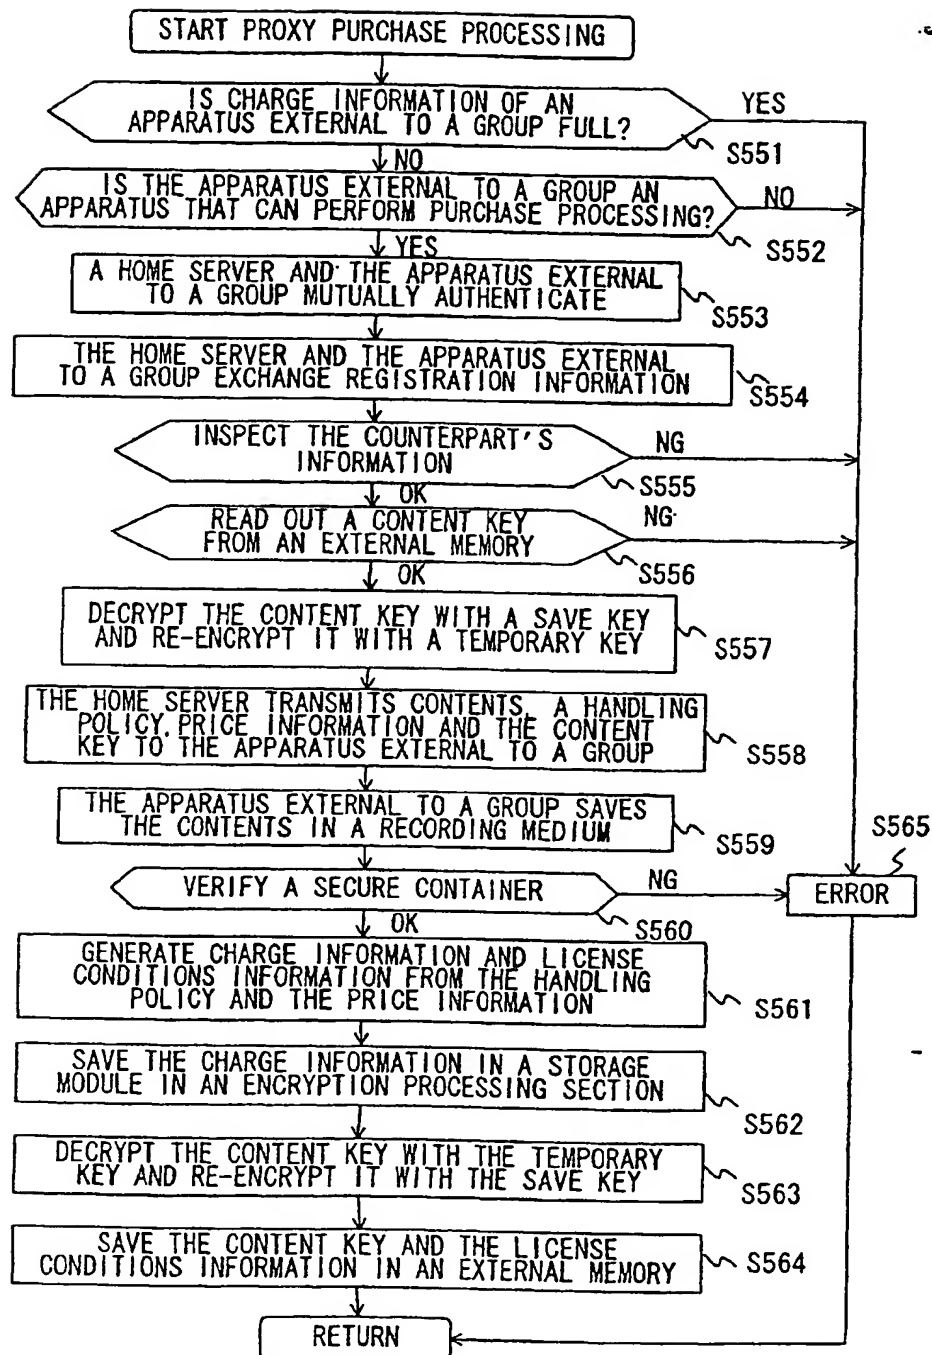 START PROXY PURCHASE PROCESSING
IS CHARGE INFORMATION OF AN
APPARATUS EXTERNAL TO A GROUP FULL?
YES
S551
NO
IS THE APPARATUS EXTERNAL TO A GROUP AN
APPARATUS THAT CAN PERFORM PURCHASE PROCESSING?
NO
S552
YES
A HOME SERVER AND THE APPARATUS EXTERNAL
TO A GROUP MUTUALLY AUTHENTICATE
S553
THE HOME SERVER AND THE APPARATUS EXTERNAL
TO A GROUP EXCHANGE REGISTRATION INFORMATION
S554
INSPECT THE COUNTERPART'S
INFORMATION
NG
S555
OK
READ OUT A CONTENT KEY
FROM AN EXTERNAL MEMORY
NG
S556
OK
DECRYPT THE CONTENT KEY WITH A SAVE KEY
AND RE-ENCRYPT IT WITH A TEMPORARY KEY
S557
THE HOME SERVER TRANSMITS CONTENTS, A HANDLING
POLICY, PRICE INFORMATION AND THE CONTENT
KEY TO THE APPARATUS EXTERNAL TO A GROUP
S558
THE APPARATUS EXTERNAL TO A GROUP SAVES
THE CONTENTS IN A RECORDING MEDIUM
S559
VERIFY A SECURE CONTAINER
NG
S560
S565
ERROR
OK
GENERATE CHARGE INFORMATION AND LICENSE
CONDITIONS INFORMATION FROM THE HANDLING
POLICY AND THE PRICE INFORMATION
S561
SAVE THE CHARGE INFORMATION IN A STORAGE
MODULE IN AN ENCRYPTION PROCESSING SECTION
S562
DECRYPT THE CONTENT KEY WITH THE TEMPORARY
KEY AND RE-ENCRYPT IT WITH THE SAVE KEY
S563
SAVE THE CONTENT KEY AND THE LICENSE
CONDITIONS INFORMATION IN AN EXTERNAL MEMORY
S564
RETURN